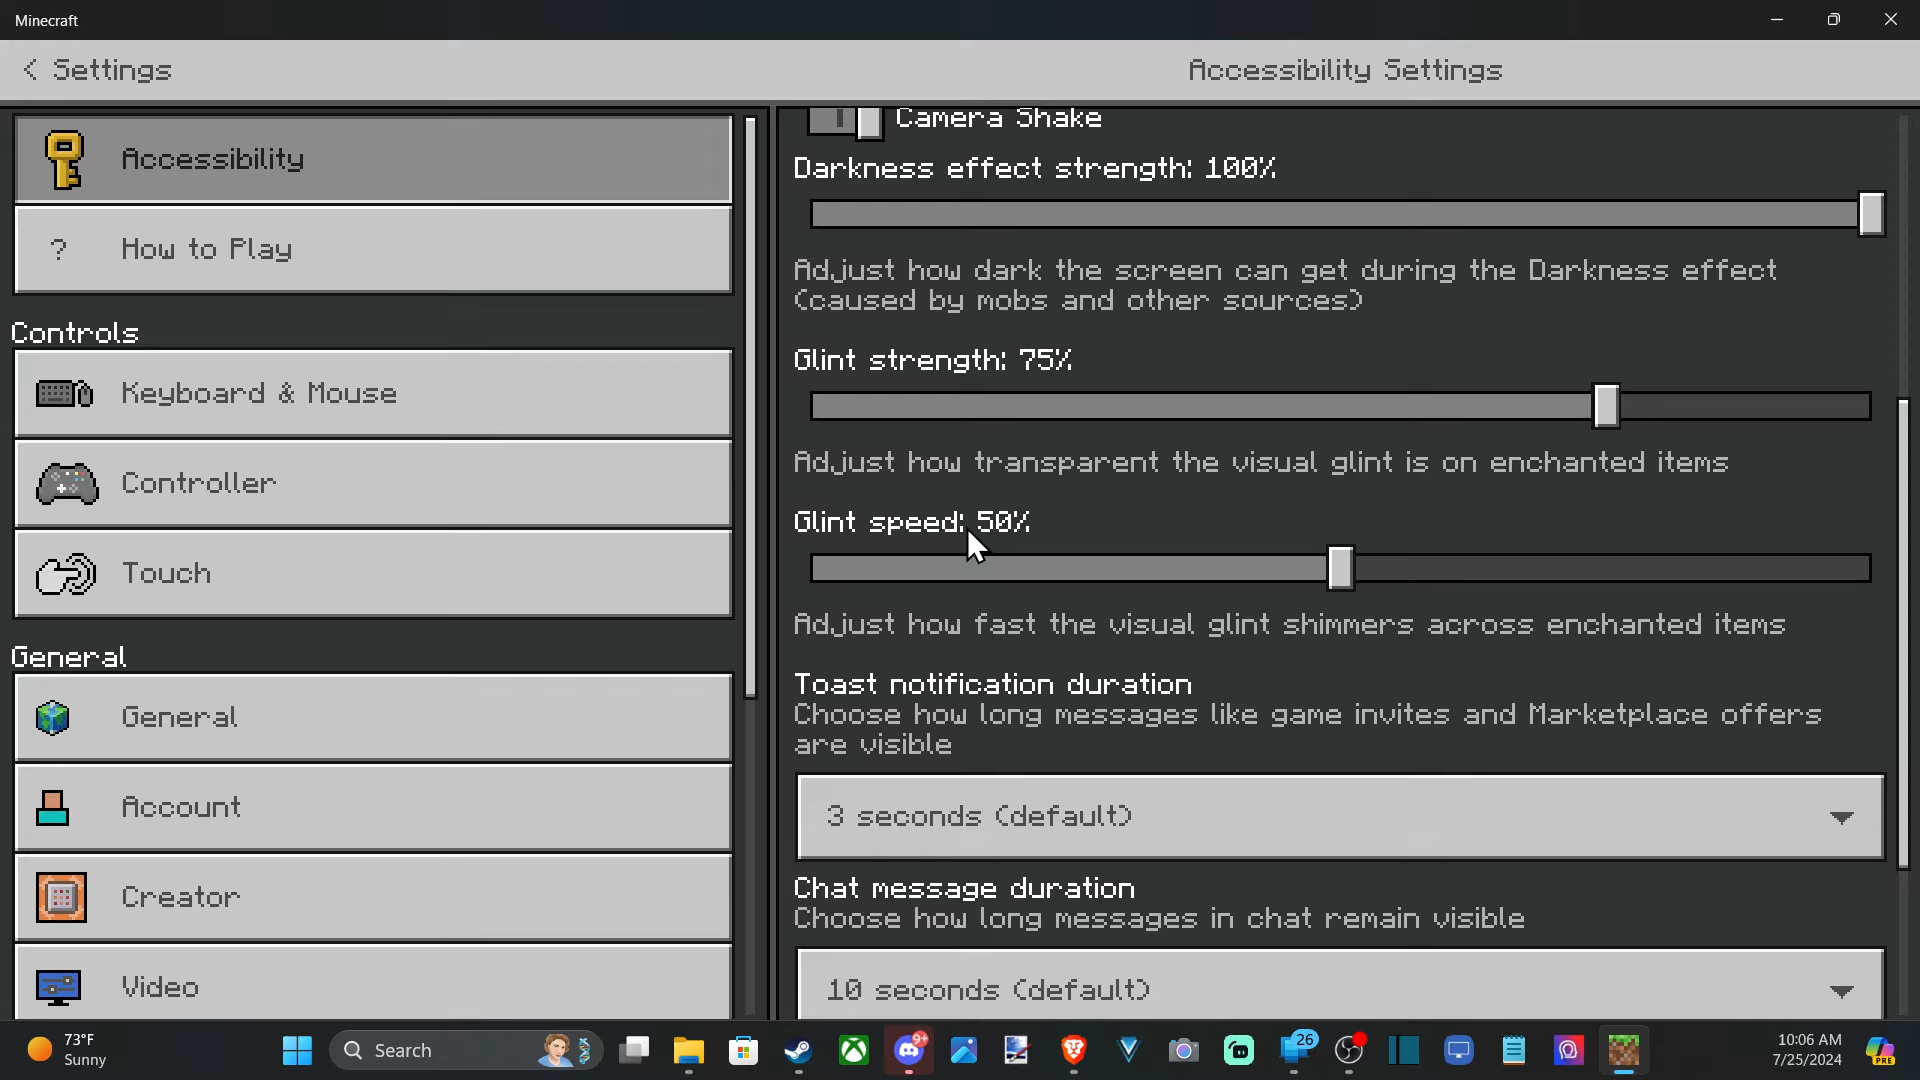 Minecraft
< Settings
Accessibility Settings
Accessibility
? How to Play
Controls
Keyboard & Mouse
Controller
Touch
General
General
Account
Creator
Video
Camera Shake
Darkness effect strength: 100%
Adjust how dark the screen can get during the Darkness effect
(caused by mobs and other sources)
Glint strength: 75%
Adjust how transparent the visual glint is on enchanted items
Glint speed: 50%
Adjust how fast the visual glint shimmers across enchanted items
Toast notification duration
Choose how long messages like game invites and Marketplace offers
are visible
3 seconds (default)
Chat message duration
Choose how long messages in chat remain visible
10 seconds (default)
73°F
Sunny
Search
9+
26
10:06 AM
7/25/2024
PRE